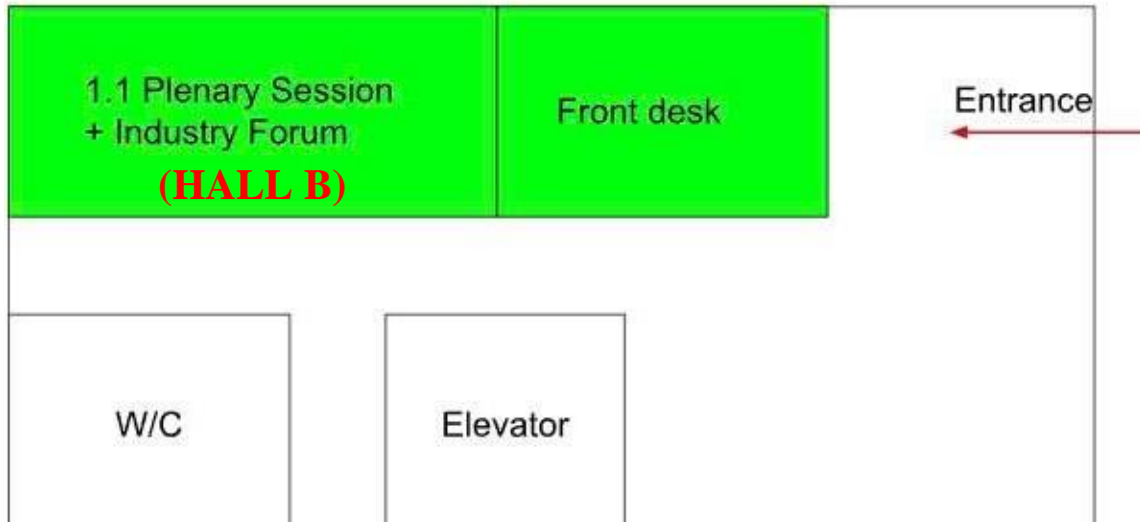 1.1 Plenary Session
+ Industry Forum
(HALL B)
Front desk
Entrance
W/C
Elevator